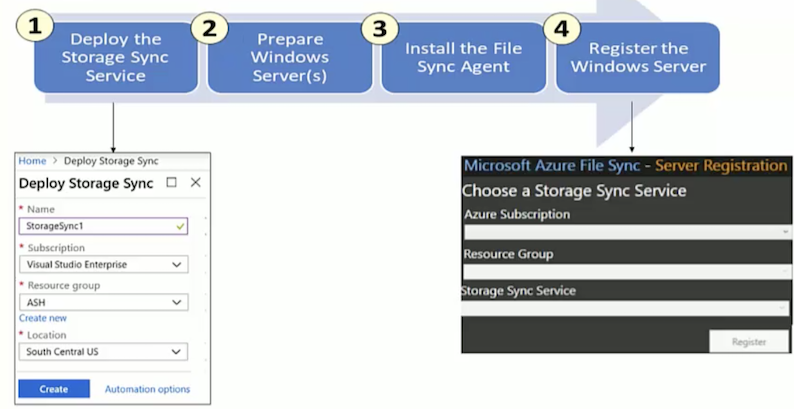 1
Deploy the
Storage Sync
Service
2
Prepare
Windows
Server(s)
3
Install the File
Sync Agent
4
Register the
Windows Server
Home > Deploy Storage Sync
Deploy Storage Sync
* Name
StorageSync1
* Subscription
Visual Studio Enterprise
* Resource group
ASH
Create new
* Location
South Central US
Create Automation options
Microsoft Azure File Sync - Server Registration
Choose a Storage Sync Service
Azure Subscription
Resource Group
Storage Sync Service
Register